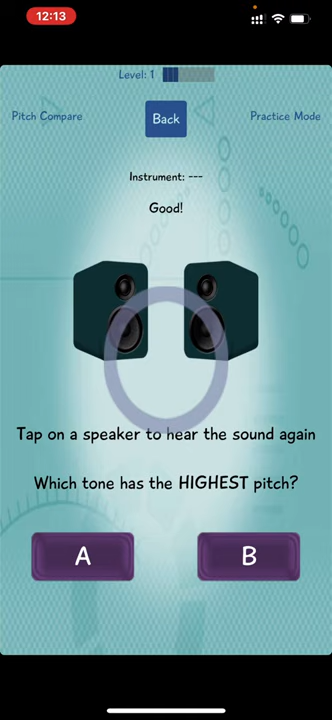 12:13
Level: 1
Pitch Compare
Back
Practice Mode
Instrument: ---
Good!
Tap on a speaker to hear the sound again
Which tone has the HIGHEST pitch?
A
B